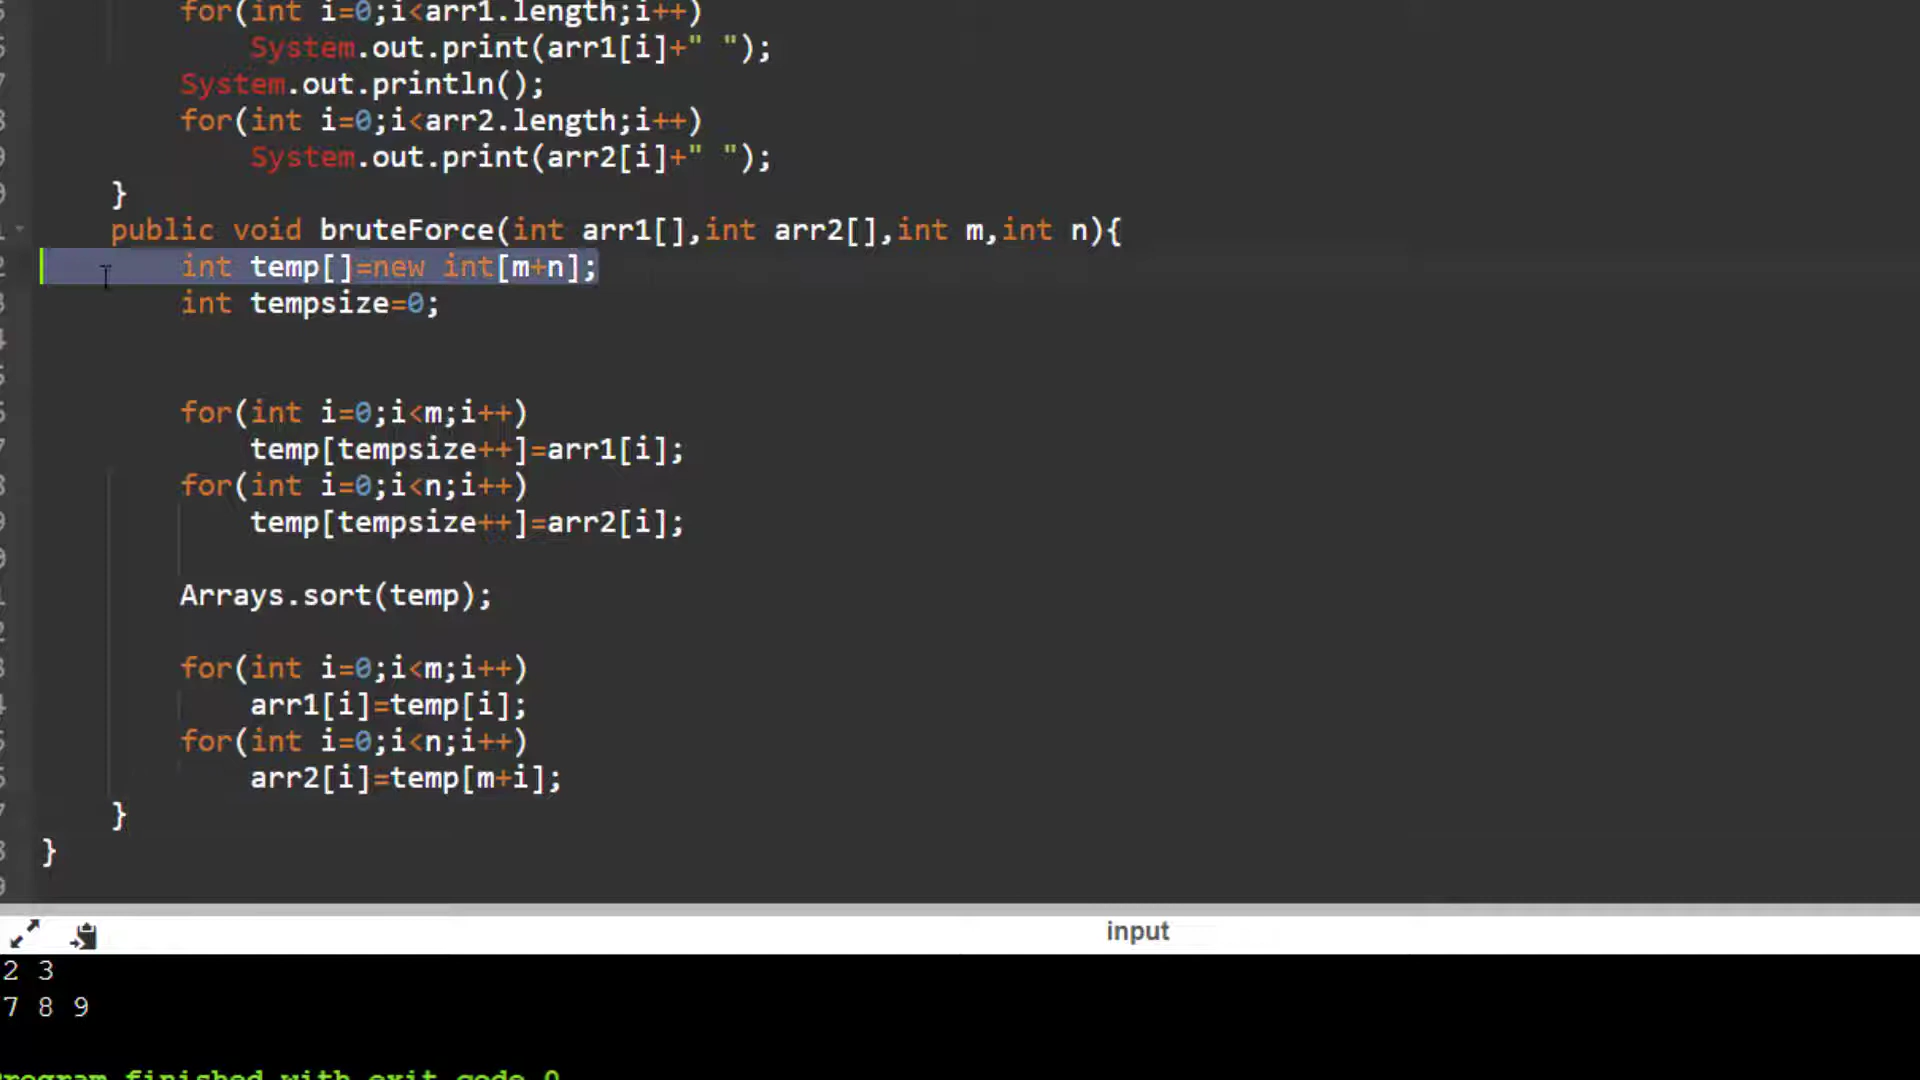 for(int i=0;i<arr1.length;i++)
System.out.print(arr1[i]+" ");
System.out.println();
for(int i=0;i<arr2.length;i++)
System.out.print(arr2[i]+" ");
}
public void bruteForce(int arr1[],int arr2[],int m,int n){
int temp[]=new int[m+n];
int tempsize=0;
for(int i=0;i<m;i++)
temp[tempsize++]=arr1[i];
for(int i=0;i<n;i++)
temp[tempsize++]=arr2[i];
Arrays.sort(temp);
for(int i=0;i<m;i++)
arr1[i]=temp[i];
for(int i=0;i<n;i++)
arr2[i]=temp[m+i];
}
}
input
2 3
7 8 9
rogram finished with exit code 0